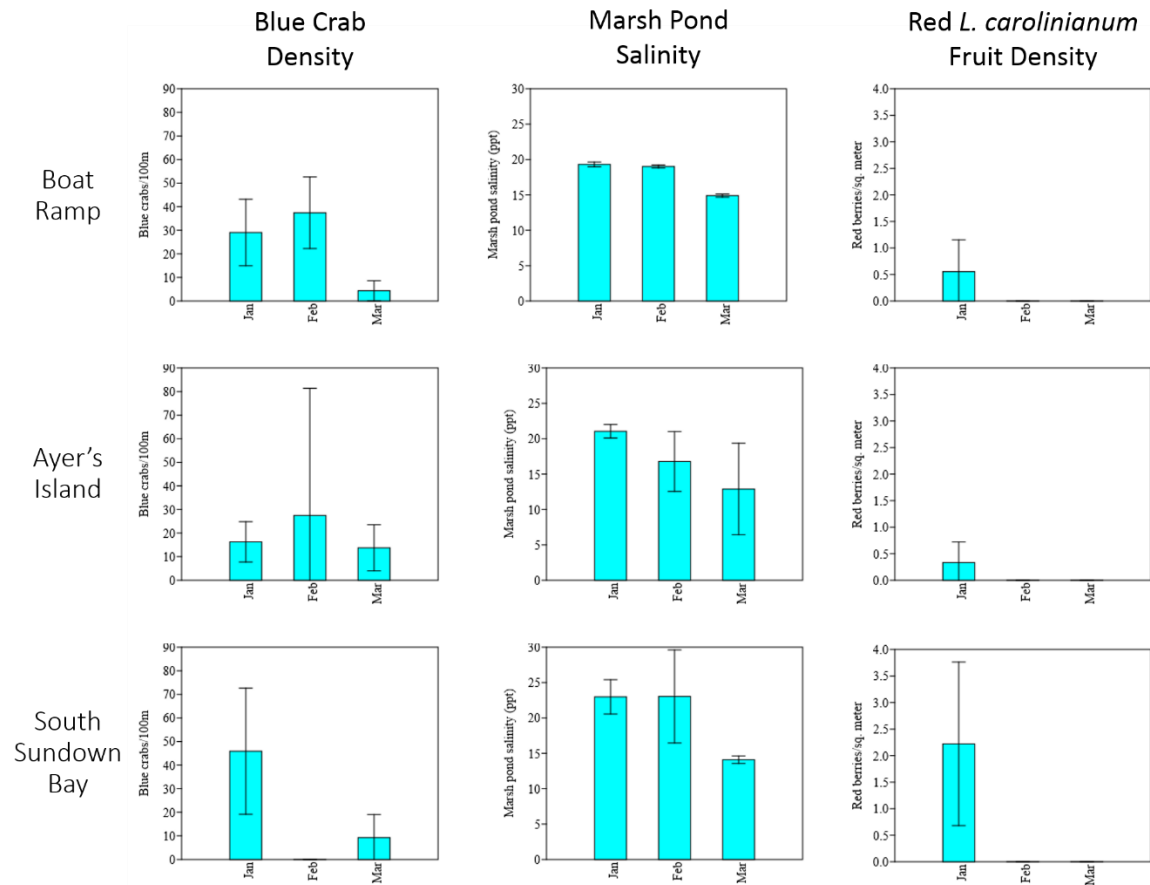 Blue Crab
Density
Marsh Pond
Salinity
Red L. carolinianum
Fruit Density
Boat
Ramp
Blue crabs/100m
90
80
70
60
50
40
30
20
10
0
Jan
Feb
Mar
Marsh pond salinity (ppt)
30
25
20
15
10
5
0
Jan
Feb
Mar
Red berries/sq. meter
4.0
3.5
3.0
2.5
2.0
1.5
1.0
0.5
0.0
Jan
Feb
Mar
Ayer’s
Island
Blue crabs/100m
90
80
70
60
50
40
30
20
10
0
Jan
Feb
Mar
Marsh pond salinity (ppt)
30
25
20
15
10
5
0
Jan
Feb
Mar
Red berries/sq. meter
4.0
3.5
3.0
2.5
2.0
1.5
1.0
0.5
0.0
Jan
Feb
Mar
South
Sundown
Bay
Blue crabs/100m
90
80
70
60
50
40
30
20
10
0
Jan
Feb
Mar
Marsh pond salinity (ppt)
30
25
20
15
10
5
0
Jan
Feb
Mar
Red berries/sq. meter
4.0
3.5
3.0
2.5
2.0
1.5
1.0
0.5
0.0
Jan
Feb
Mar